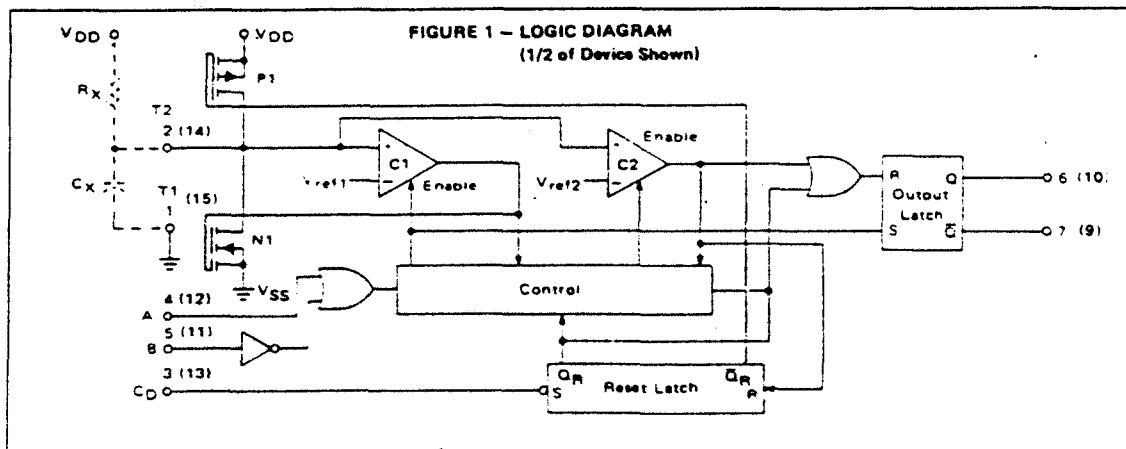 FIGURE 1 – LOGIC DIAGRAM
(1/2 of Device Shown)
VDD
VDD
P1
RX
T2
2 (14)
C1
Enable
Vref1
CX
T1
1
(15)
N1
VSS
Enable
C2
Vref2
R
Q
Output
Latch
S
Q̅
6 (10)
7 (9)
Control
4 (12)
A
5 (11)
B
3 (13)
CD
QR
Q̅R
S
Reset Latch
R